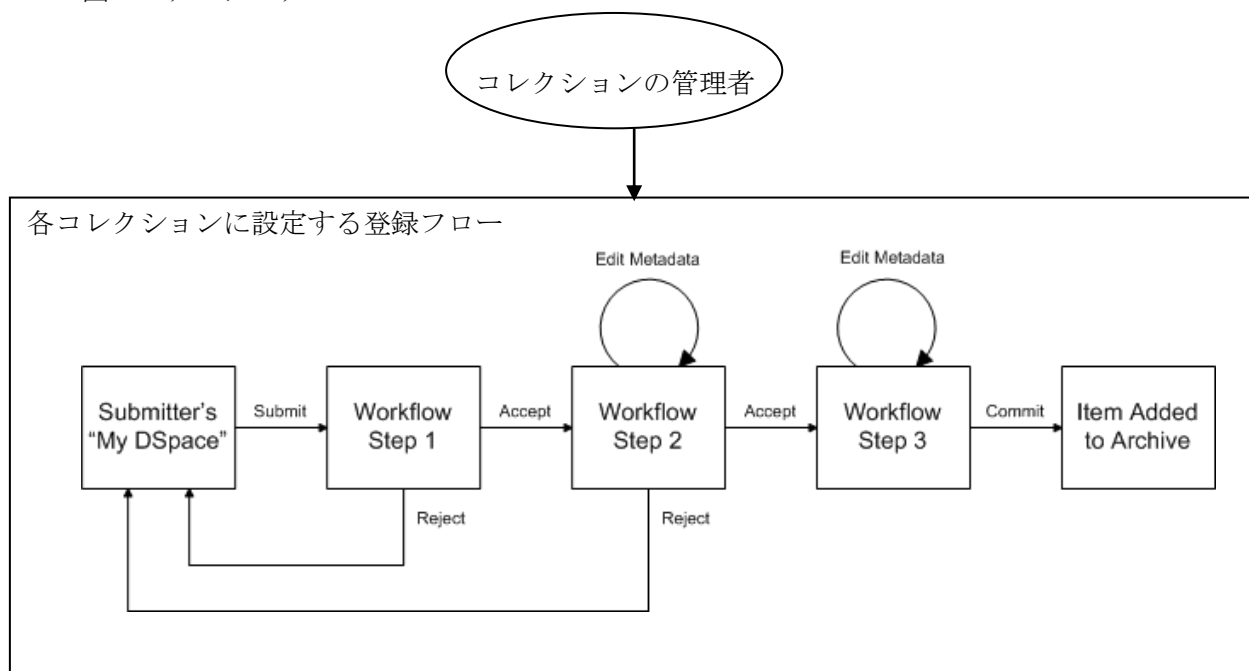 コレクションの管理者
各コレクションに設定する登録フロー
Edit Metadata
Edit Metadata
Submitter's
"My DSpace"
Submit
Workflow
Step 1
Accept
Workflow
Step 2
Accept
Workflow
Step 3
Commit
Item Added
to Archive
Reject
Reject